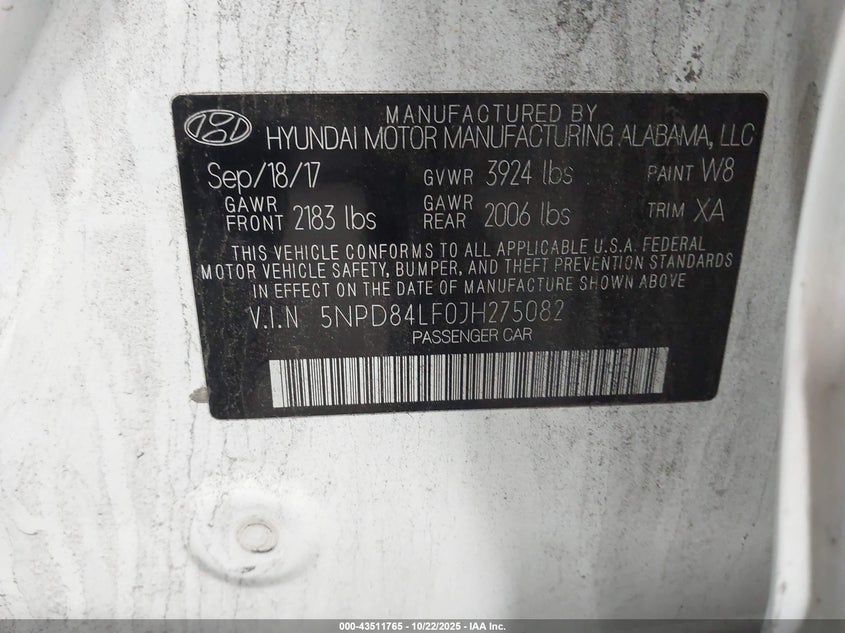 MANUFACTURED BY
HYUNDAI MOTOR MANUFACTURING ALABAMA, LLC
Sep/18/17 GVWR 3924 lbs PAINT W8
GAWR FRONT 2183 lbs GAWR REAR 2006 lbs TRIM XA
THIS VEHICLE CONFORMS TO ALL APPLICABLE U.S.A. FEDERAL
MOTOR VEHICLE SAFETY, BUMPER, AND THEFT PREVENTION STANDARDS
IN EFFECT ON THE DATE OF MANUFACTURE SHOWN ABOVE
V.I.N 5NPD84LF0JH275082
PASSENGER CAR
000-43511765 - 10/22/2025 - IAA Inc.